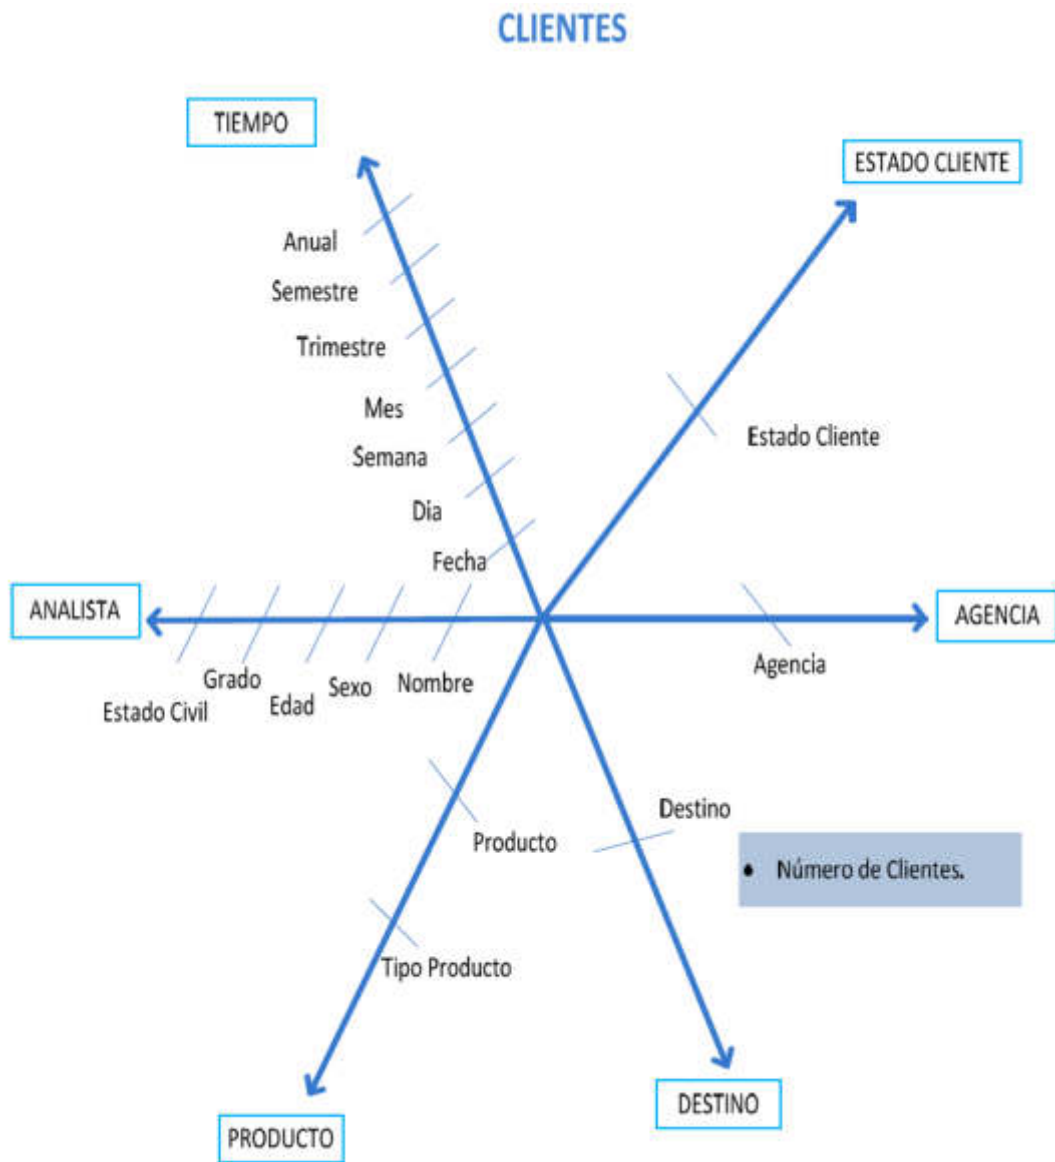 CLIENTES
TIEMPO
ESTADO CLIENTE
Anual
Semestre
Trimestre
Mes
Semana
Dia
Fecha
Estado Cliente
ANALISTA
AGENCIA
Estado Civil
Grado
Edad
Sexo
Nombre
Agencia
Producto
Destino
Tipo Producto
• Número de Clientes.
PRODUCTO
DESTINO